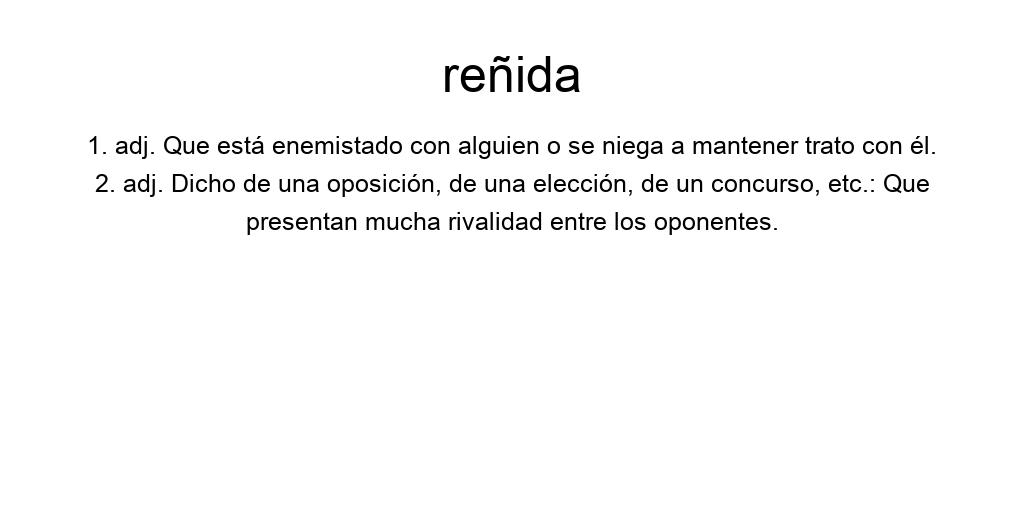 reñida
1. adj. Que está enemistado con alguien o se niega a mantener trato con él.
2. adj. Dicho de una oposición, de una elección, de un concurso, etc.: Que
presentan mucha rivalidad entre los oponentes.